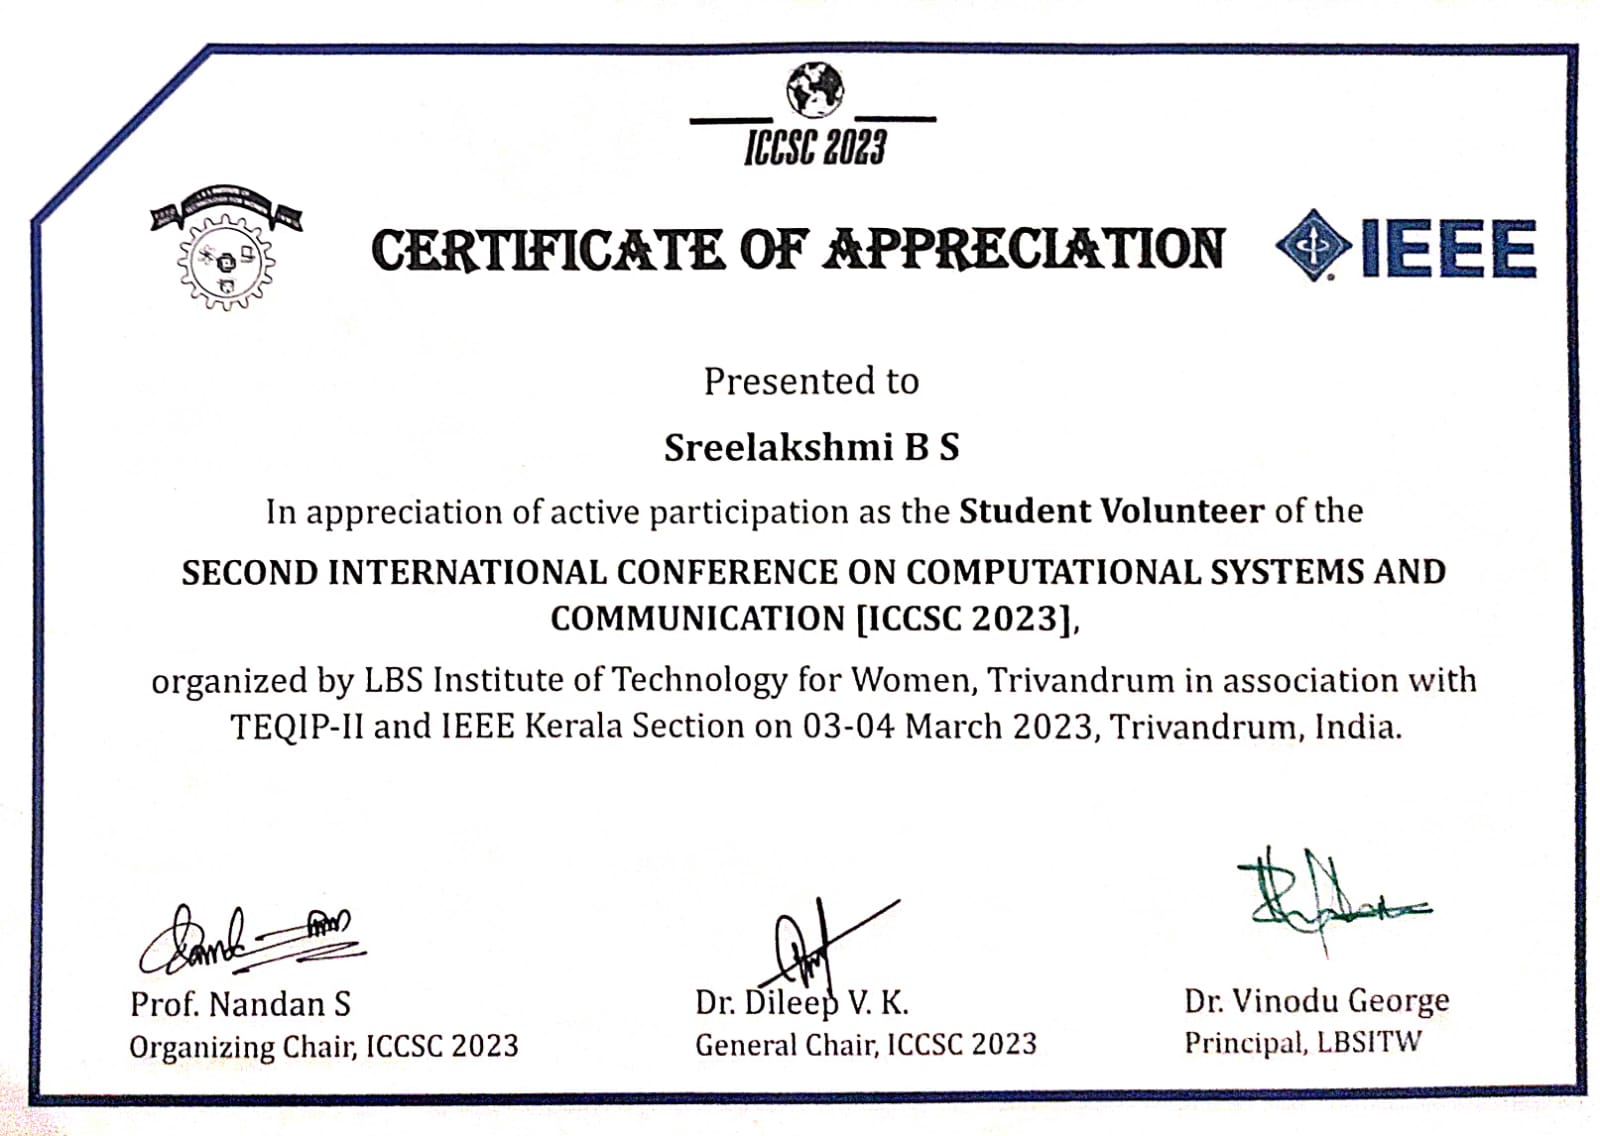 ICCSC 2023
CERTIFICATE OF APPRECIATION
IEEE
Presented to
Sreelakshmi B S
In appreciation of active participation as the Student Volunteer of the
SECOND INTERNATIONAL CONFERENCE ON COMPUTATIONAL SYSTEMS AND
COMMUNICATION [ICCSC 2023],
organized by LBS Institute of Technology for Women, Trivandrum in association with
TEQIP-II and IEEE Kerala Section on 03-04 March 2023, Trivandrum, India.
Prof. Nandan S
Organizing Chair, ICCSC 2023
Dr. Dileep V. K.
General Chair, ICCSC 2023
Dr. Vinodu George
Principal, LBSITW